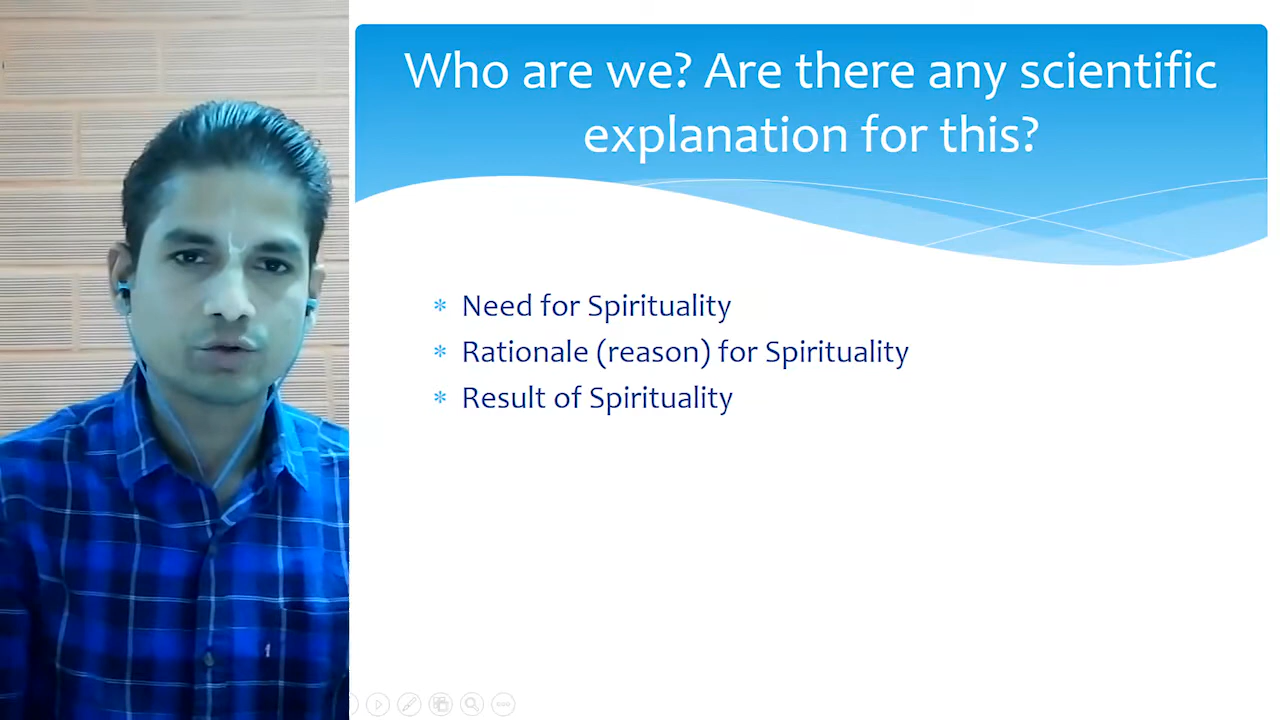 Who are we? Are there any scientific
explanation for this?
* Need for Spirituality
* Rationale (reason) for Spirituality
* Result of Spirituality